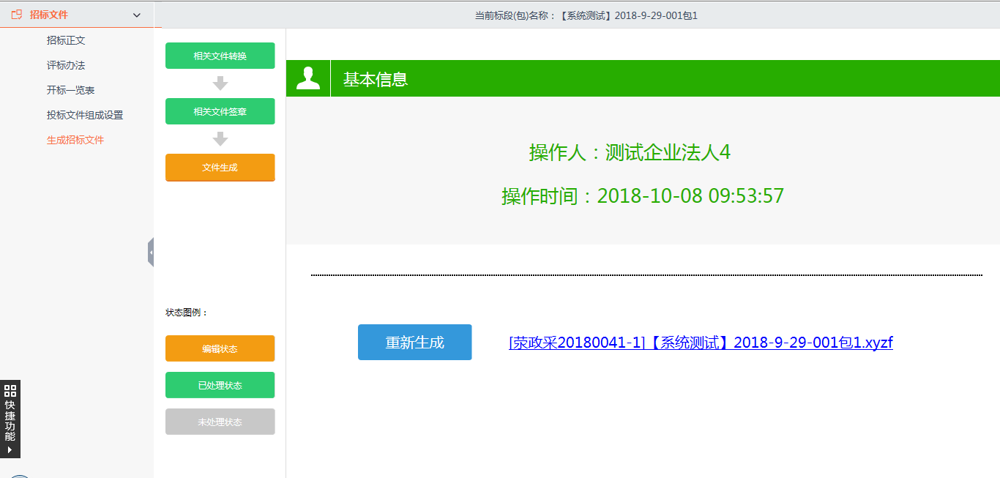 招标文件
当前标段(包)名称：【系统测试】2018-9-29-001包1
招标正文
评标办法
开标一览表
投标文件组成设置
生成招标文件
相关文件转换
相关文件签章
文件生成
状态图例：
编辑状态
已处理状态
未处理状态
快捷功能
基本信息
操作人：测试企业法人4
操作时间：2018-10-08 09:53:57
重新生成
[荥政采20180041-1]【系统测试】2018-9-29-001包1.xyzf